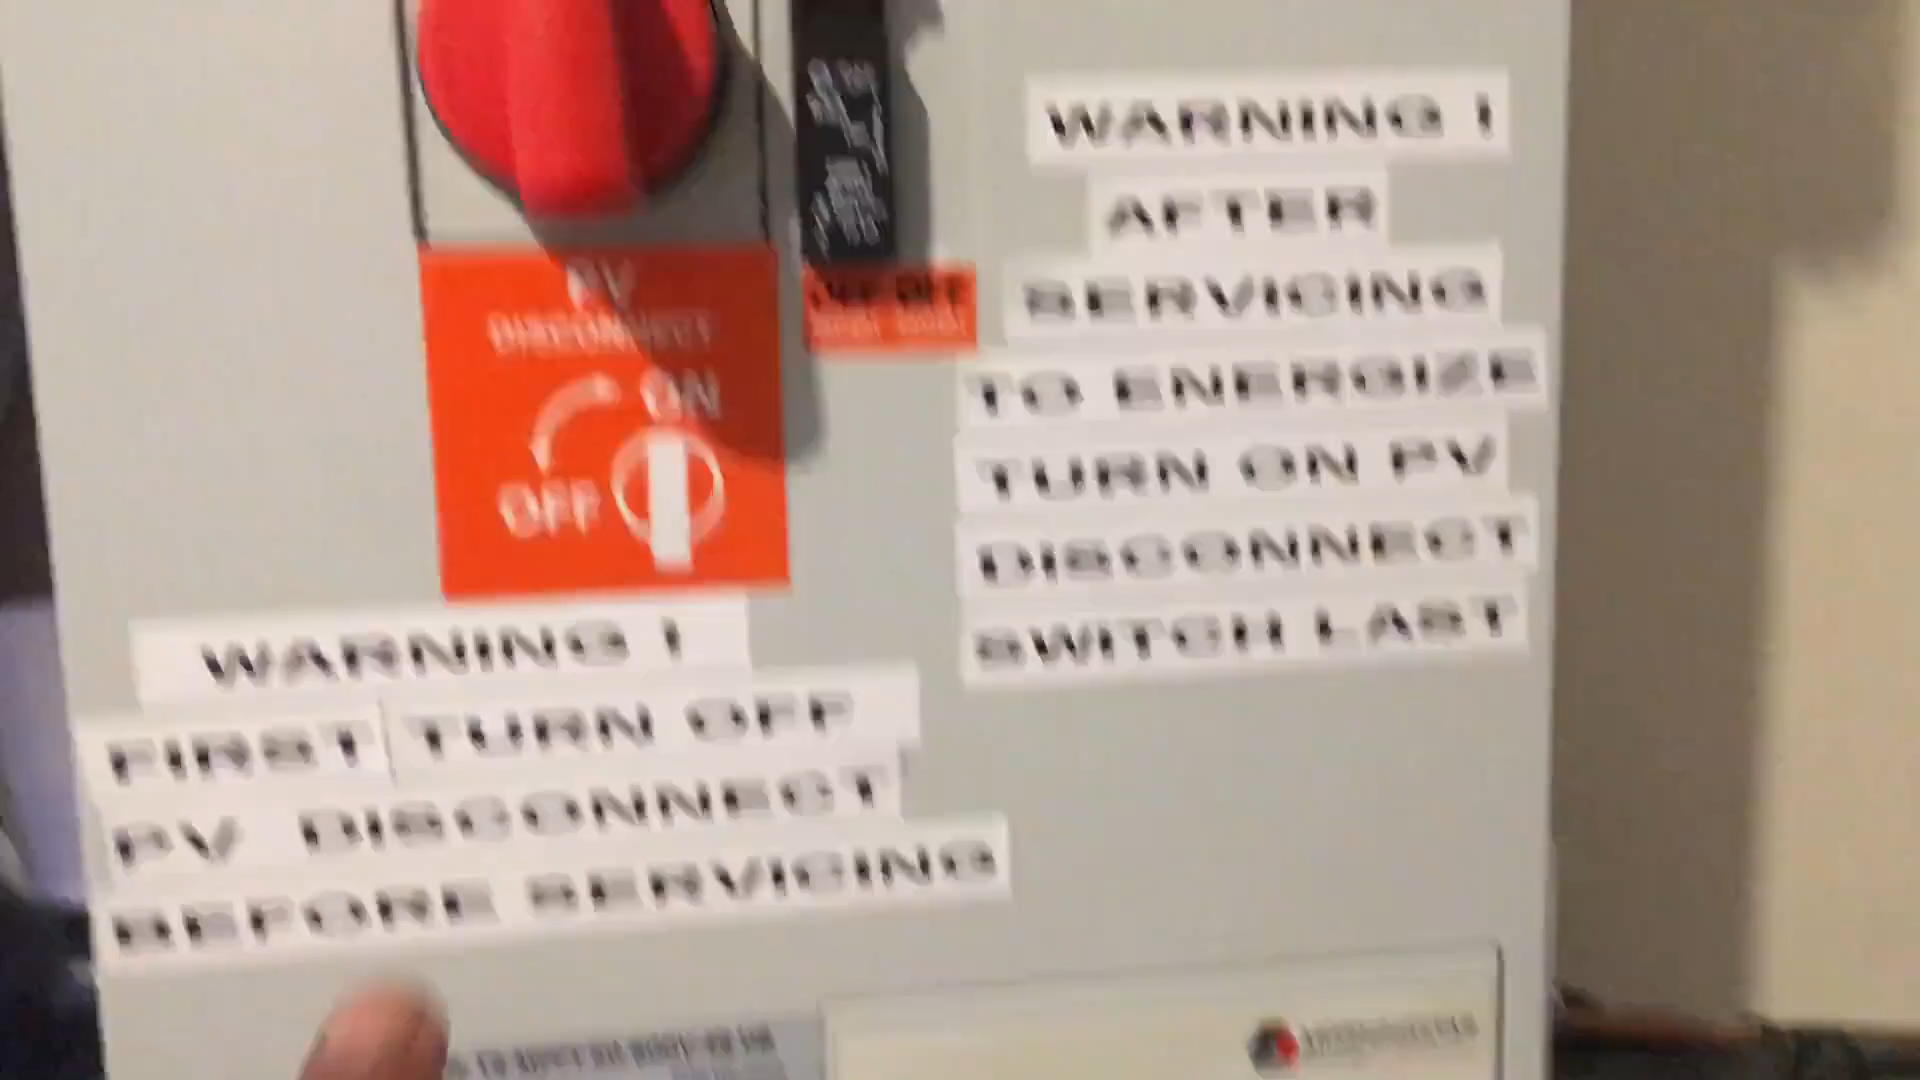 PV
DISCONNECT
ON
OFF
WARNING !
AFTER
SERVICING
TO ENERGIZE
TURN ON PV
DISCONNECT
SWITCH LAST
WARNING !
FIRST TURN OFF
PV DISCONNECT
BEFORE SERVICING